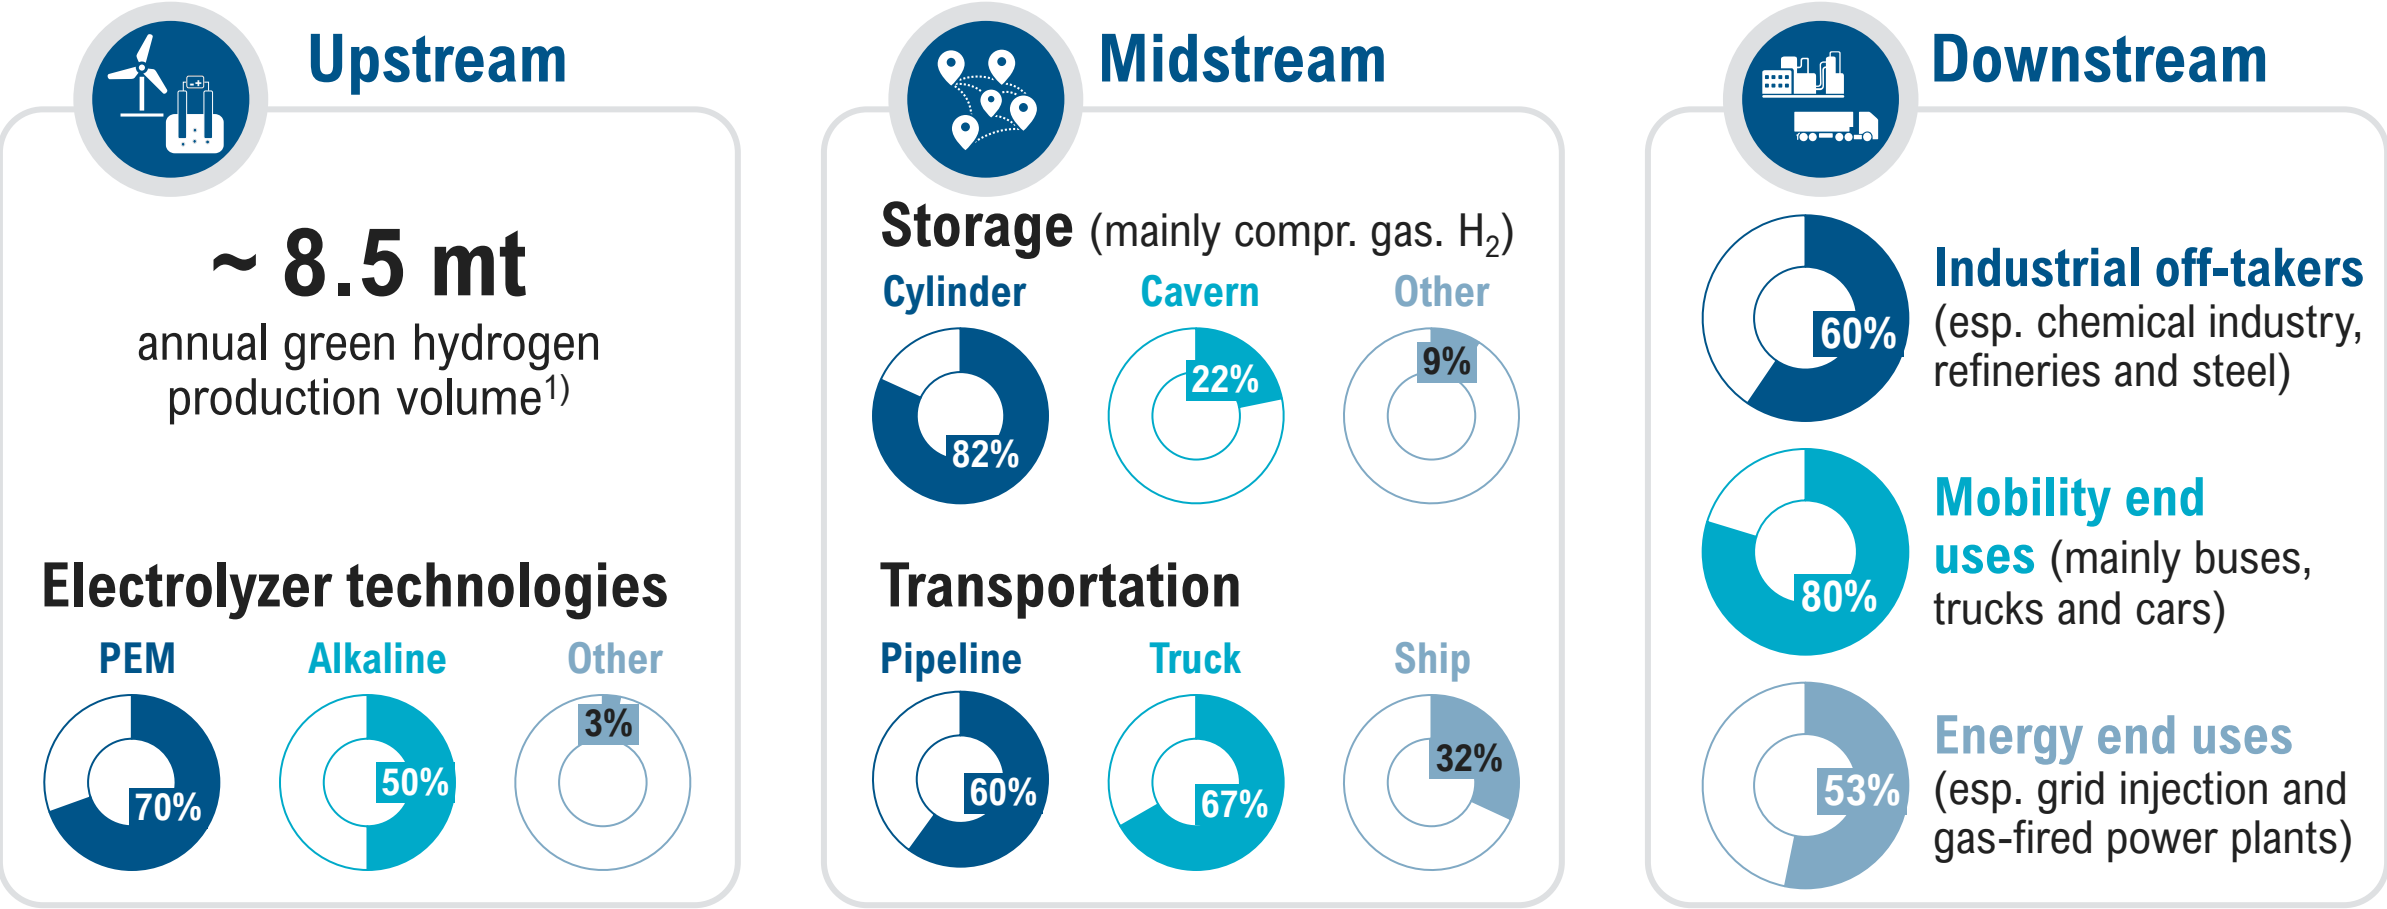 Upstream
~ 8.5 mt
annual green hydrogen
production volume1)
Electrolyzer technologies
PEM Alkaline Other
70% 50% 3%
Midstream
Storage (mainly compr. gas. H2)
Cylinder Cavern Other
82% 22% 9%
Transportation
Pipeline Truck Ship
60% 67% 32%
Downstream
60%
Industrial off-takers
(esp. chemical industry,
refineries and steel)
80%
Mobility end
uses (mainly buses,
trucks and cars)
53%
Energy end uses
(esp. grid injection and
gas-fired power plants)